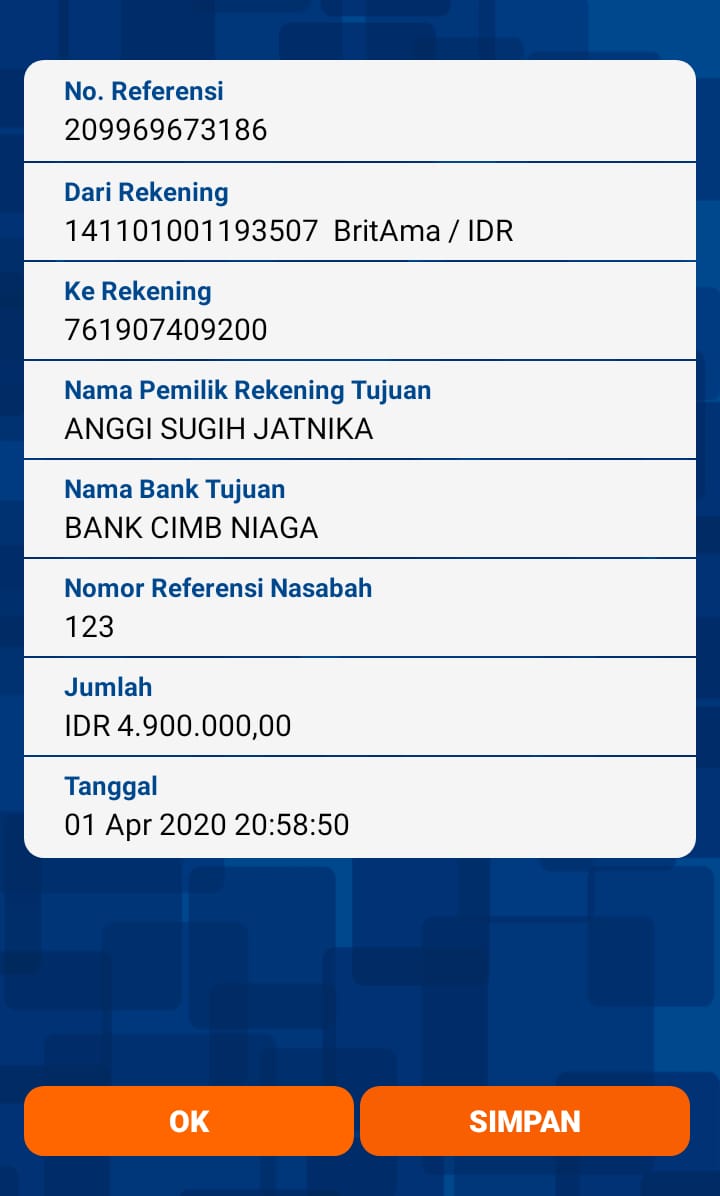 No. Referensi
209969673186
Dari Rekening
141101001193507  BritAma / IDR
Ke Rekening
761907409200
Nama Pemilik Rekening Tujuan
ANGGI SUGIH JATNIKA
Nama Bank Tujuan
BANK CIMB NIAGA
Nomor Referensi Nasabah
123
Jumlah
IDR 4.900.000,00
Tanggal
01 Apr 2020 20:58:50
OK
SIMPAN